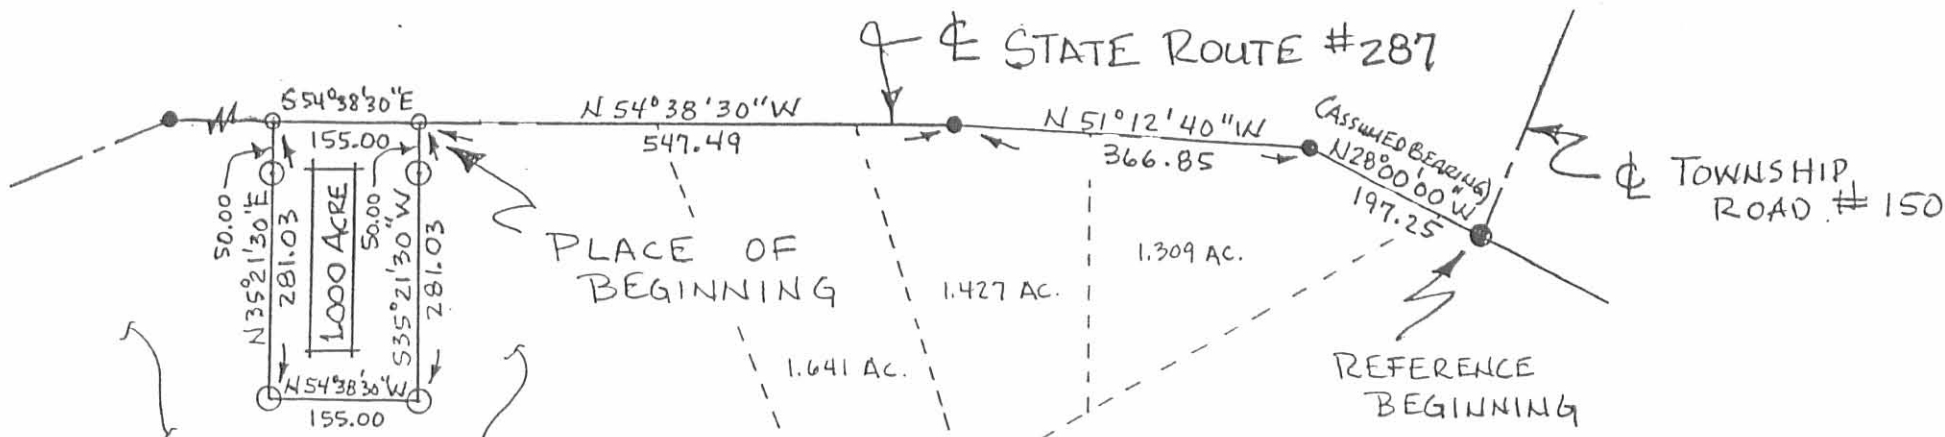 ℄ STATE ROUTE #287
S54°38'30"E
155.00
N 54°38'30"W
547.49
N 51°12'40"W
366.85
(ASSUMED BEARING)
N28°00'00"W
197.25
℄ TOWNSHIP
ROAD # 150
50.00
N35°21'30"E
281.03
1.000 ACRE
50.00
S35°21'30"W
281.03
N54°38'30"W
155.00
PLACE OF
BEGINNING
1.641 AC.
1.427 AC.
1.309 AC.
REFERENCE
BEGINNING